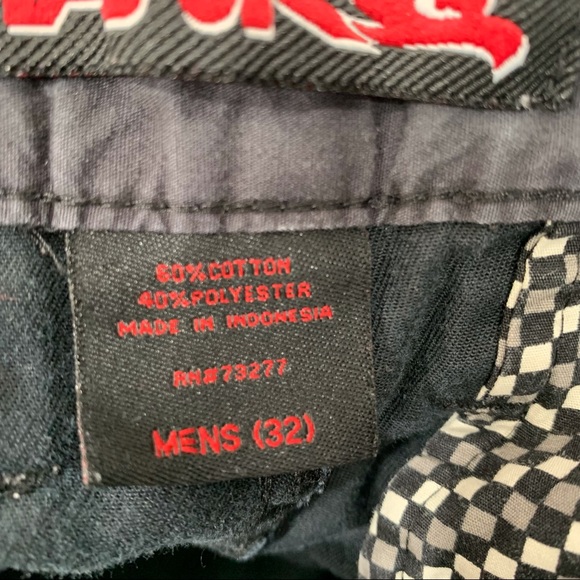 60% COTTON
40% POLYESTER
MADE IN INDONESIA
RN#73277
MENS (32)